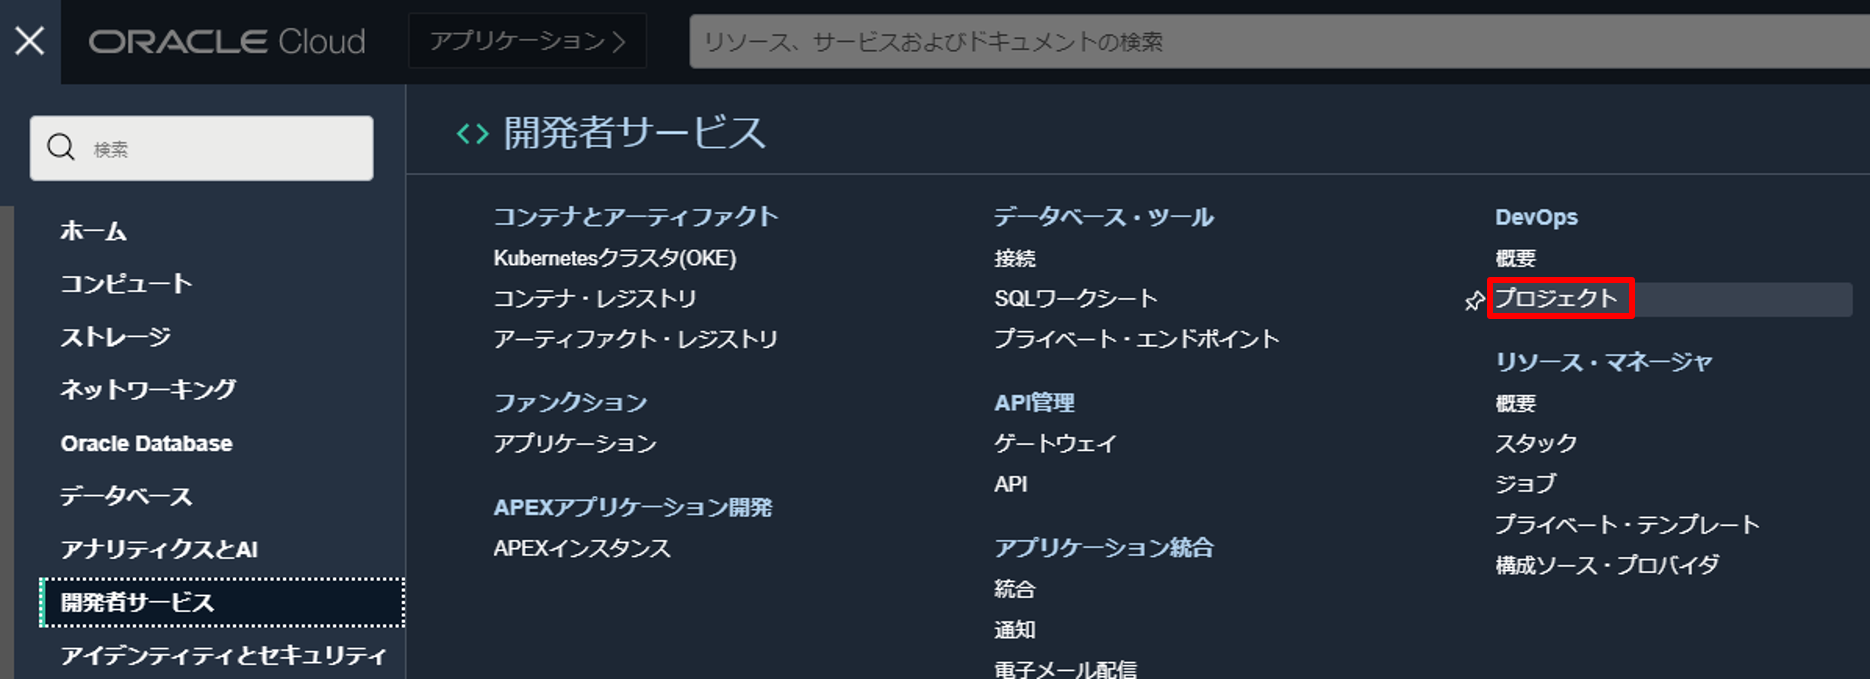 ORACLE Cloud
アプリケーション
リソース、サービスおよびドキュメントの検索
検索
ホーム
コンピュート
ストレージ
ネットワーキング
Oracle Database
データベース
アナリティクスとAI
開発者サービス
アイデンティティとセキュリティ
開発者サービス
コンテナとアーティファクト
Kubernetesクラスタ(OKE)
コンテナ・レジストリ
アーティファクト・レジストリ
ファンクション
アプリケーション
APEXアプリケーション開発
APEXインスタンス
データベース・ツール
接続
SQLワークシート
プライベート・エンドポイント
API管理
ゲートウェイ
API
アプリケーション統合
統合
通知
電子メール配信
DevOps
概要
プロジェクト
リソース・マネージャ
概要
スタック
ジョブ
プライベート・テンプレート
構成ソース・プロバイダ